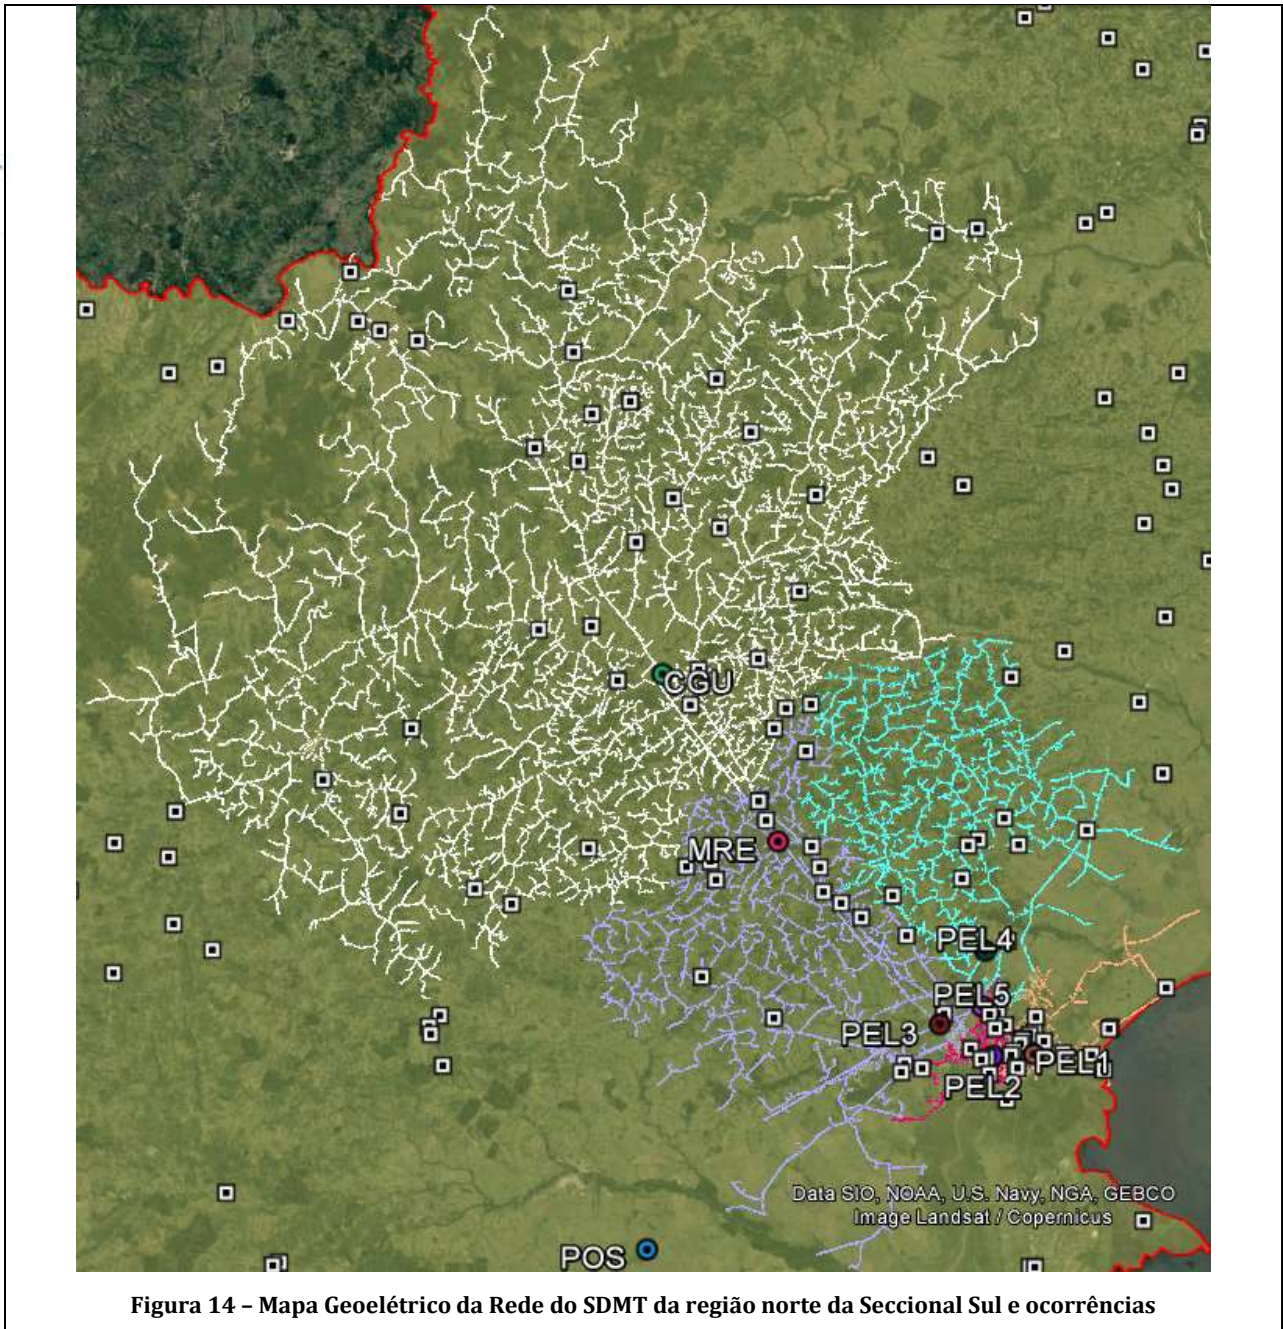 CGU
MRE
PEL4
PEL5
PEL3
PEL1
PEL2
Data SIO, NOAA, U.S. Navy, NGA, GEBCO
Image Landsat / Copernicus
POS
Figura 14 – Mapa Geoelétrico da Rede do SDMT da região norte da Seccional Sul e ocorrências